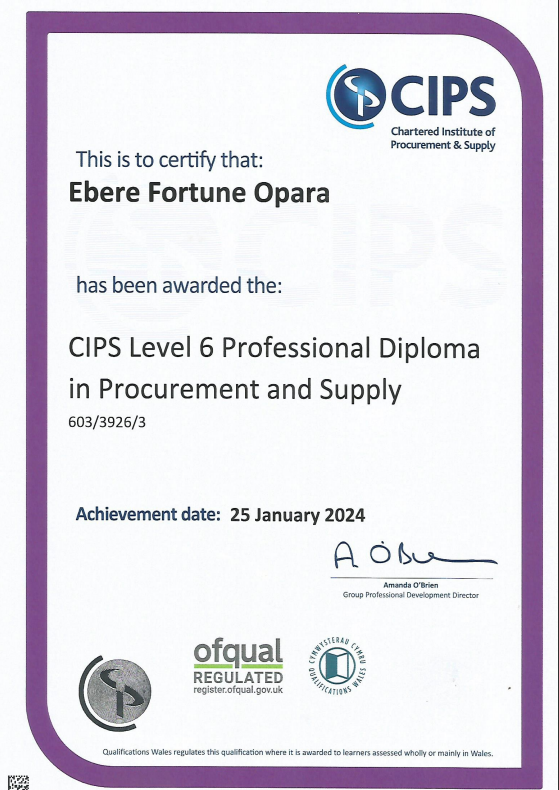 CIPS
Chartered Institute of
Procurement & Supply
This is to certify that:
Ebere Fortune Opara
CIPS
has been awarded the:
CIPS Level 6 Professional Diploma
in Procurement and Supply
603/3926/3
Achievement date: 25 January 2024
A O'Brien
Amanda O'Brien
Group Professional Development Director
ofqual
REGULATED
register.ofqual.gov.uk
CYMWYSTERAU CYMRU
QUALIFICATIONS WALES
Qualifications Wales regulates this qualification where it is awarded to learners assessed wholly or mainly in Wales.